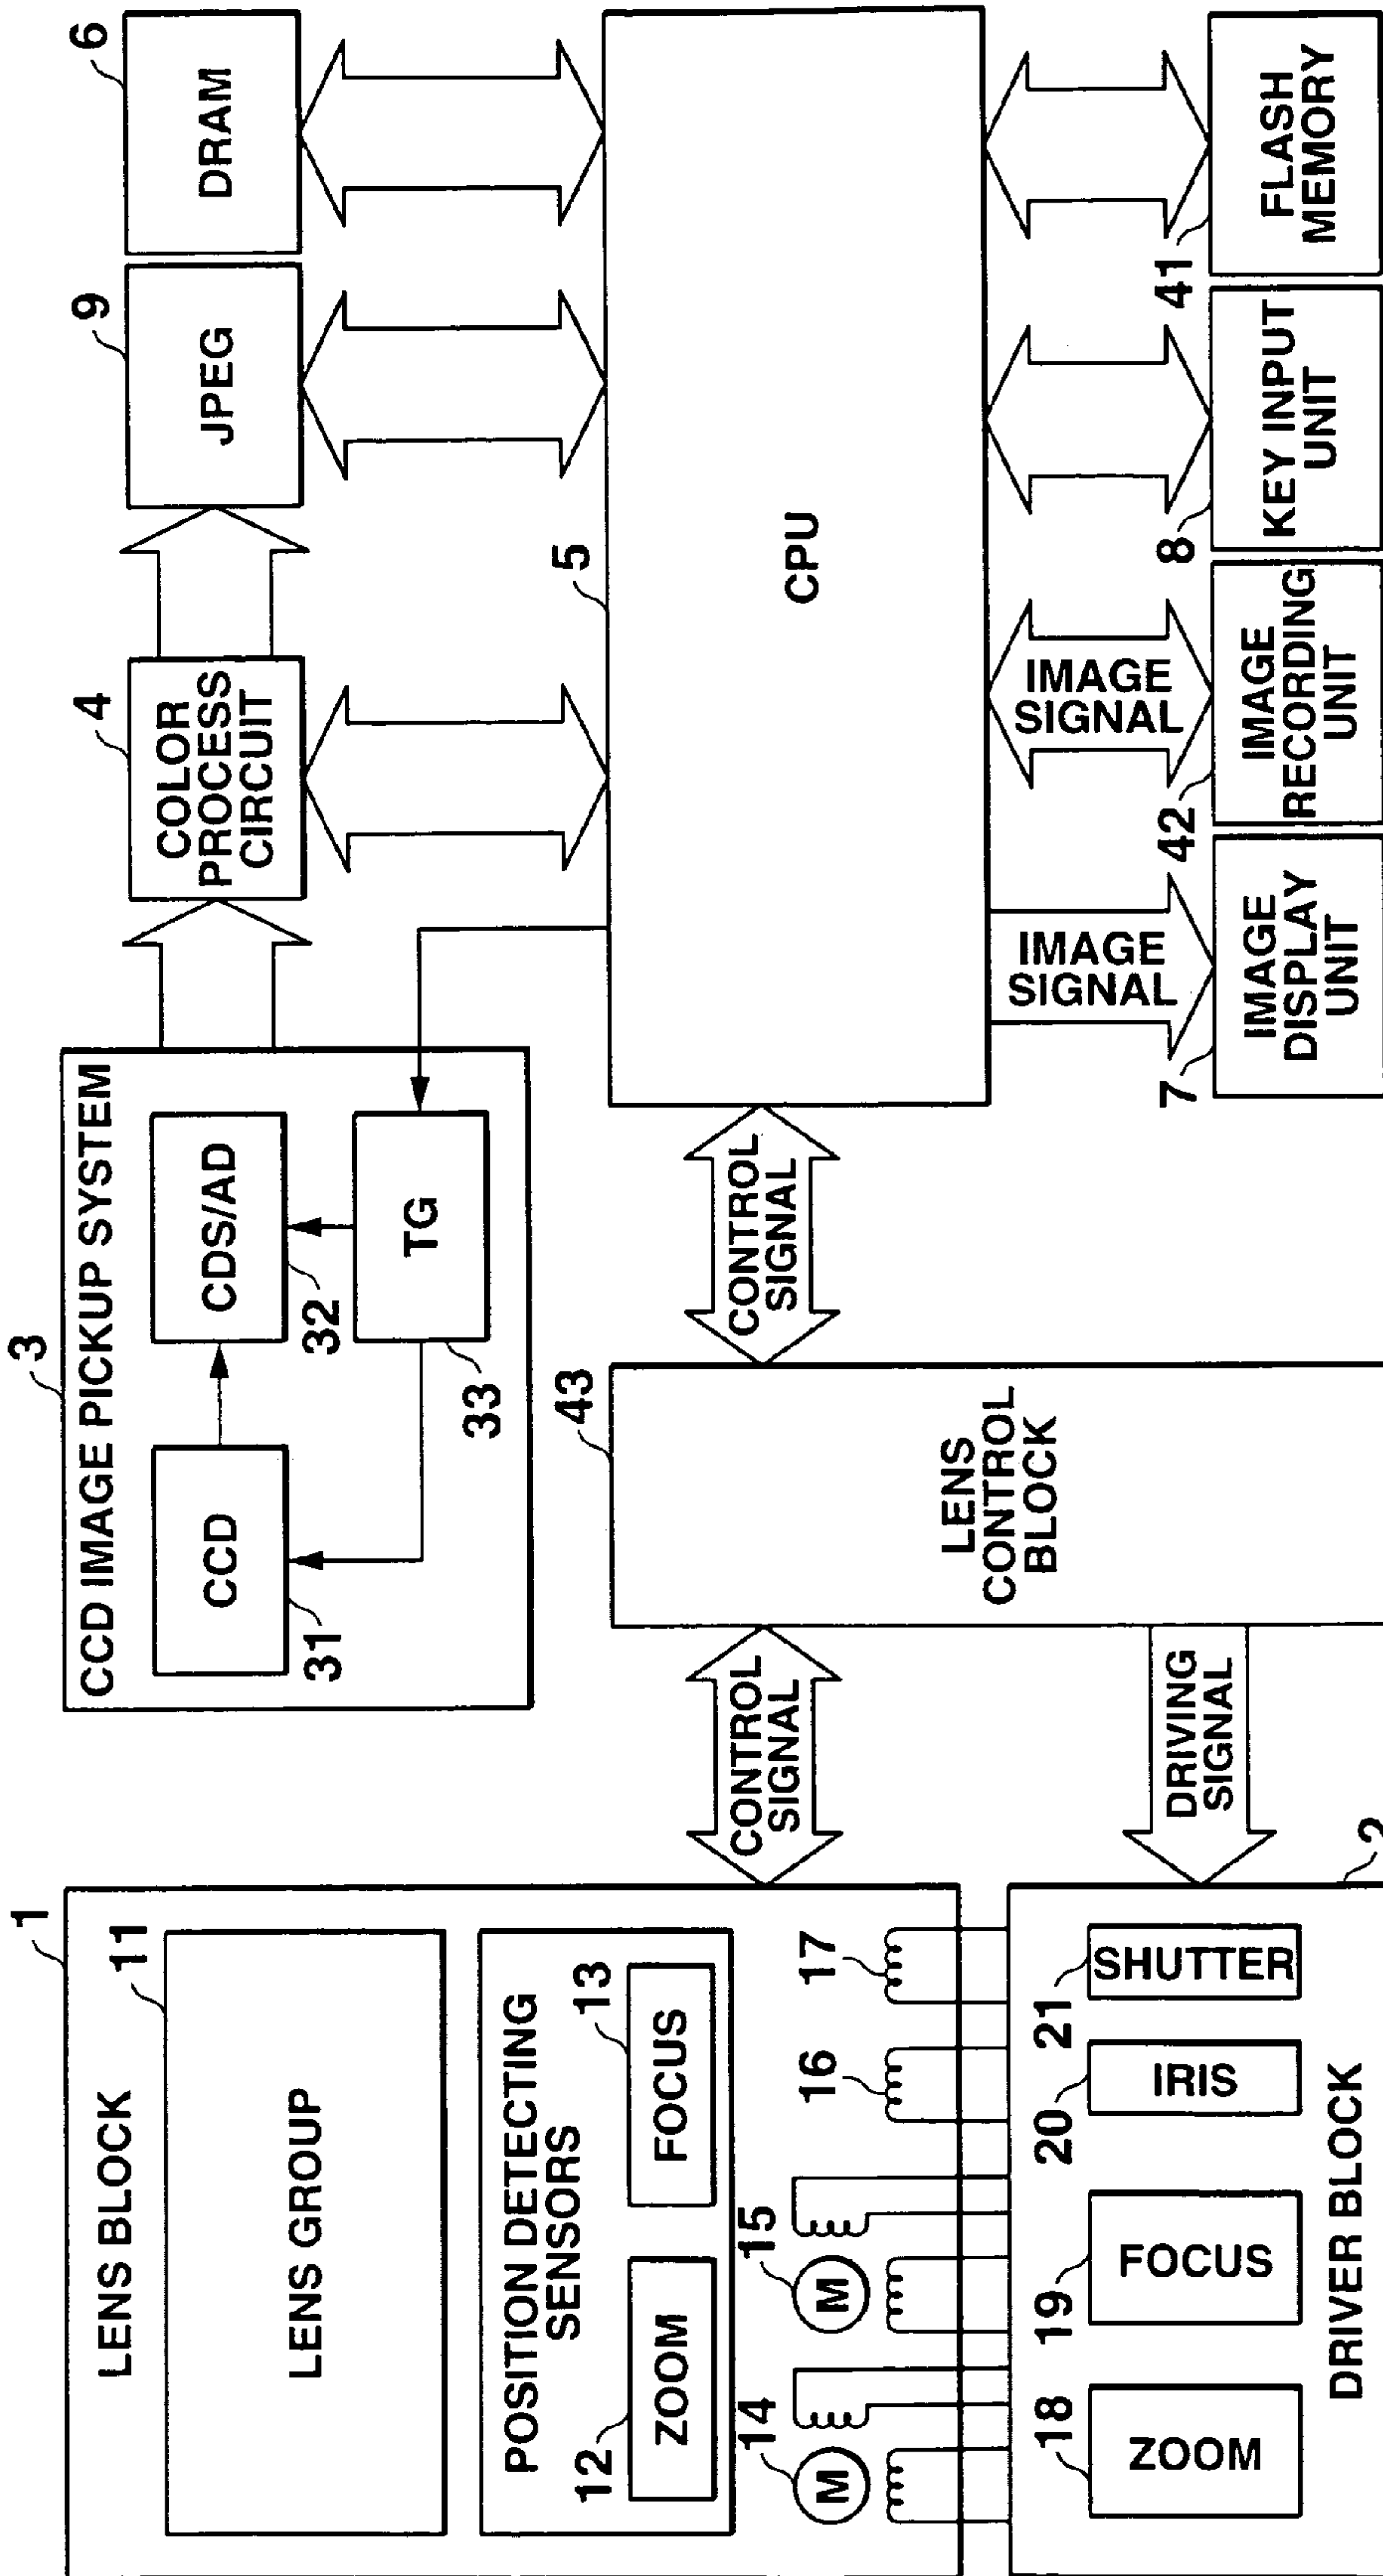 1
LENS BLOCK
11
LENS GROUP
POSITION DETECTING
SENSORS
12
ZOOM
13
FOCUS
14
M
15
M
16
17
18
ZOOM
19
FOCUS
20
IRIS
21
SHUTTER
DRIVER BLOCK
2
CONTROL
SIGNAL
DRIVING
SIGNAL
3
CCD IMAGE PICKUP SYSTEM
CCD
31
CDS/AD
32
TG
33
43
LENS
CONTROL
BLOCK
CONTROL
SIGNAL
4
COLOR
PROCESS
CIRCUIT
9
JPEG
6
DRAM
5
CPU
IMAGE
SIGNAL
IMAGE
SIGNAL
7
IMAGE
DISPLAY
UNIT
42
IMAGE
RECORDING
UNIT
8
KEY INPUT
UNIT
41
FLASH
MEMORY